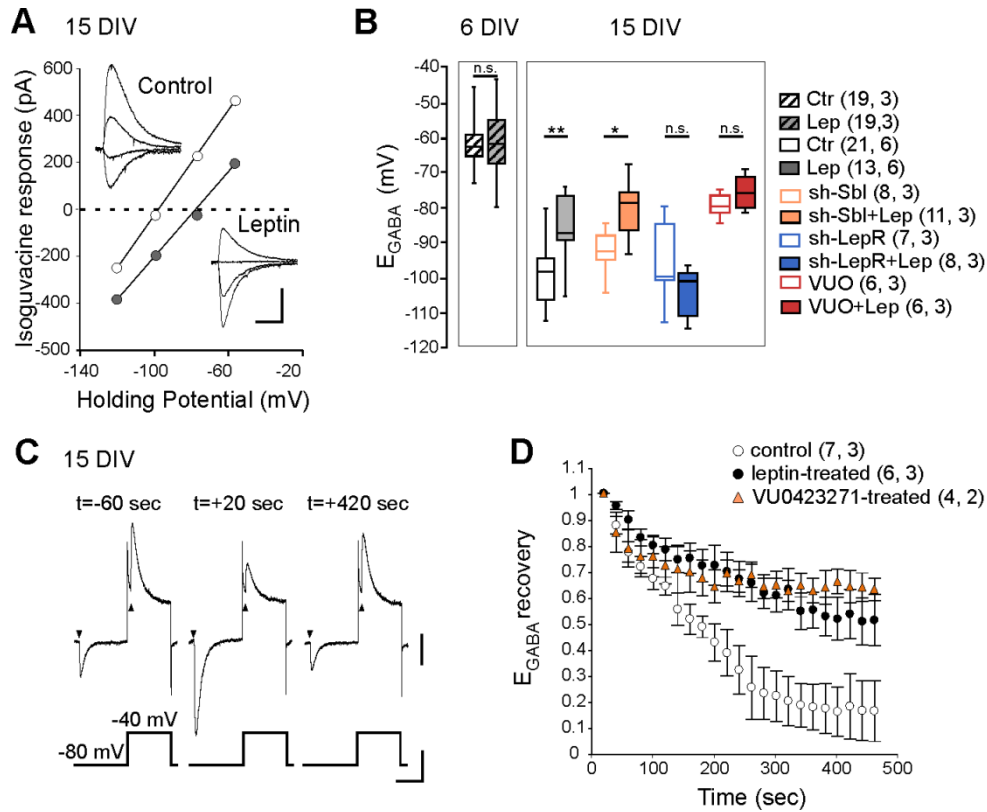 A 15 DIV
600
400
200
0
-200
-400
-500
-140 -100 -60 -20
Isoguvacine response (pA)
Holding Potential (mV)
Control
Leptin
B 6 DIV 15 DIV
-40
-50
-60
-70
-80
-90
-100
-110
-120
EGABA (mV)
n.s.
** * n.s. n.s.
Ctr (19, 3)
Lep (19,3)
Ctr (21, 6)
Lep (13, 6)
sh-Sbl (8, 3)
sh-Sbl+Lep (11, 3)
sh-LepR (7, 3)
sh-LepR+Lep (8, 3)
VUO (6, 3)
VUO+Lep (6, 3)
C 15 DIV
t=-60 sec t=+20 sec t=+420 sec
-40 mV
-80 mV
D
control (7, 3)
leptin-treated (6, 3)
VU0423271-treated (4, 2)
1.1
1
0.9
0.8
0.7
0.6
0.5
0.4
0.3
0.2
0.1
0
EGABA recovery
0 100 200 300 400 500
Time (sec)